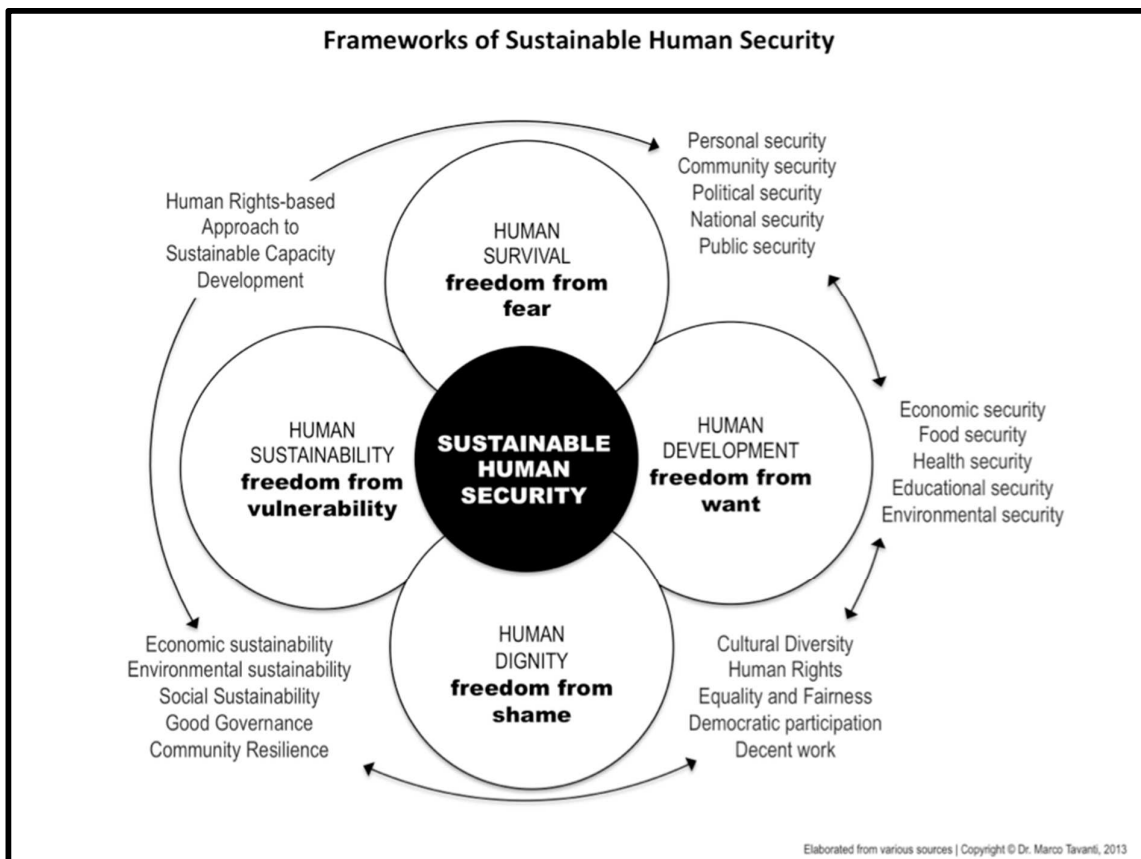 Frameworks of Sustainable Human Security
Human Rights-based
Approach to
Sustainable Capacity
Development
Personal security
Community security
Political security
National security
Public security
HUMAN
SURVIVAL
freedom from
fear
HUMAN
SUSTAINABILITY
freedom from
vulnerability
SUSTAINABLE
HUMAN
SECURITY
HUMAN
DEVELOPMENT
freedom from
want
Economic security
Food security
Health security
Educational security
Environmental security
HUMAN
DIGNITY
freedom from
shame
Economic sustainability
Environmental sustainability
Social Sustainability
Good Governance
Community Resilience
Cultural Diversity
Human Rights
Equality and Fairness
Democratic participation
Decent work
Elaborated from various sources | Copyright © Dr. Marco Tavanti, 2013